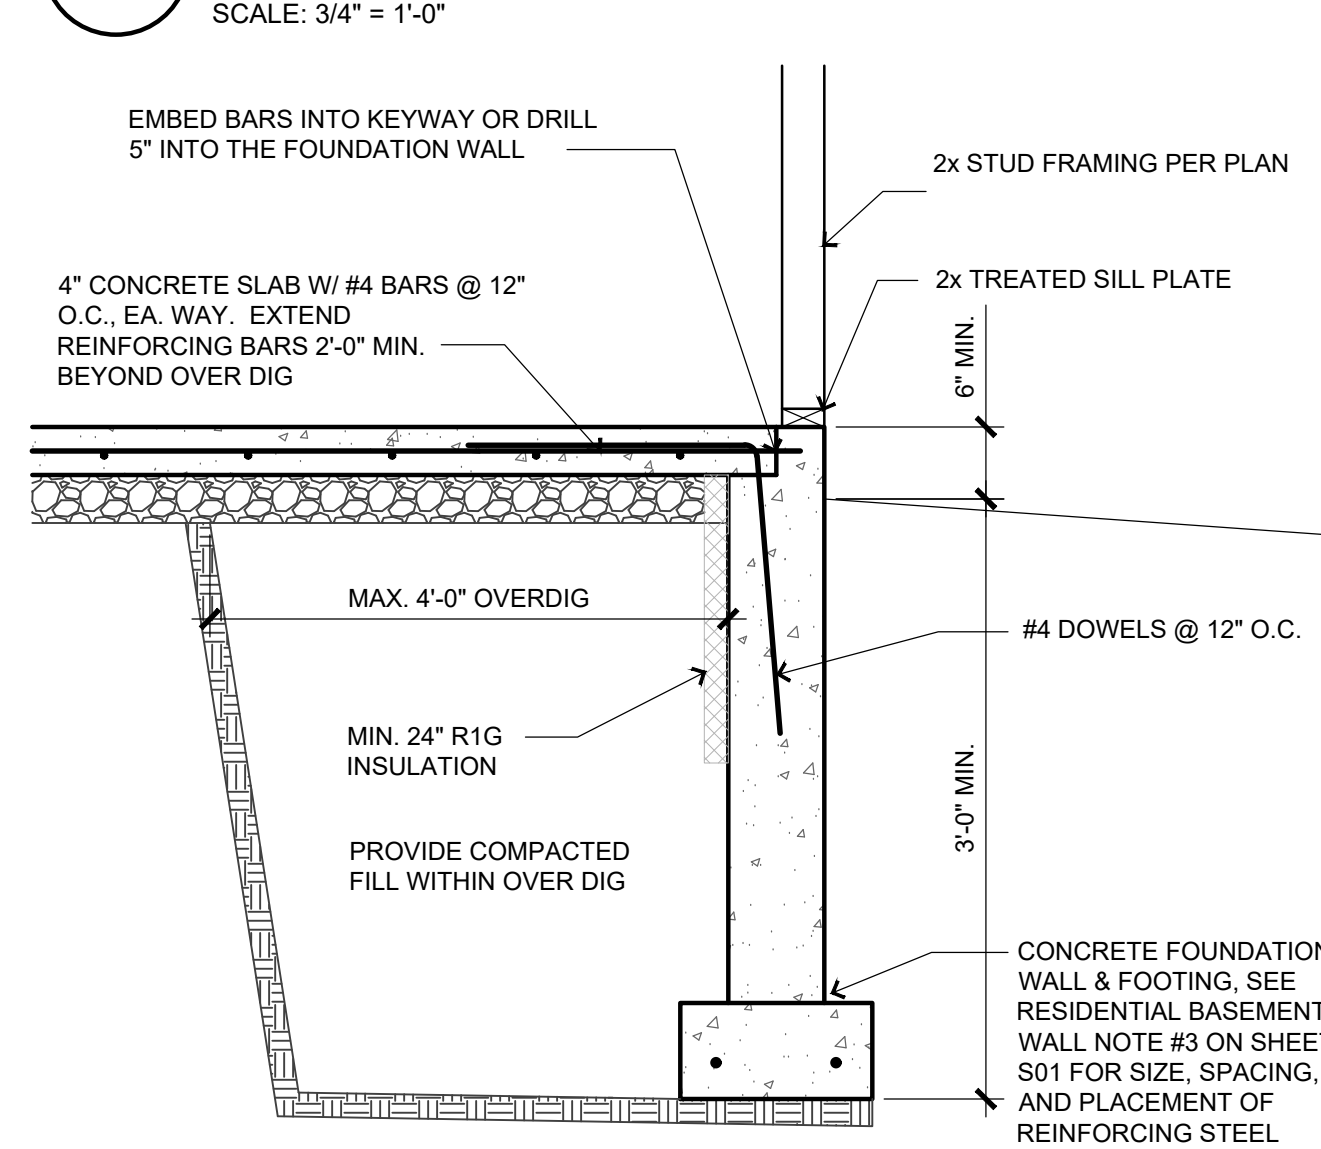 SCALE: 3/4" = 1'-0"
EMBED BARS INTO KEYWAY OR DRILL
5" INTO THE FOUNDATION WALL
2x STUD FRAMING PER PLAN
4" CONCRETE SLAB W/ #4 BARS @ 12"
O.C., EA. WAY. EXTEND
REINFORCING BARS 2'-0" MIN.
BEYOND OVER DIG
2x TREATED SILL PLATE
6" MIN.
MAX. 4'-0" OVERDIG
#4 DOWELS @ 12" O.C.
MIN. 24" R1G
INSULATION
3'-0" MIN.
PROVIDE COMPACTED
FILL WITHIN OVER DIG
CONCRETE FOUNDATION
WALL & FOOTING, SEE
RESIDENTIAL BASEMENT
WALL NOTE #3 ON SHEET
S01 FOR SIZE, SPACING,
AND PLACEMENT OF
REINFORCING STEEL